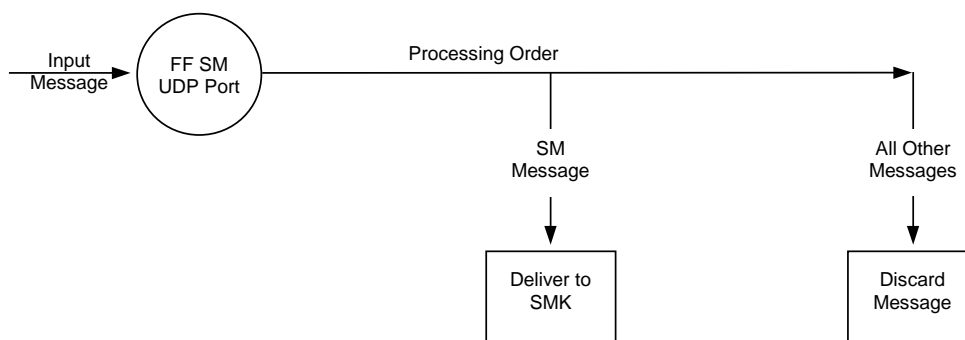 Input
Message
FF SM
UDP Port
Processing Order
SM
Message
All Other
Messages
Deliver to
SMK
Discard
Message